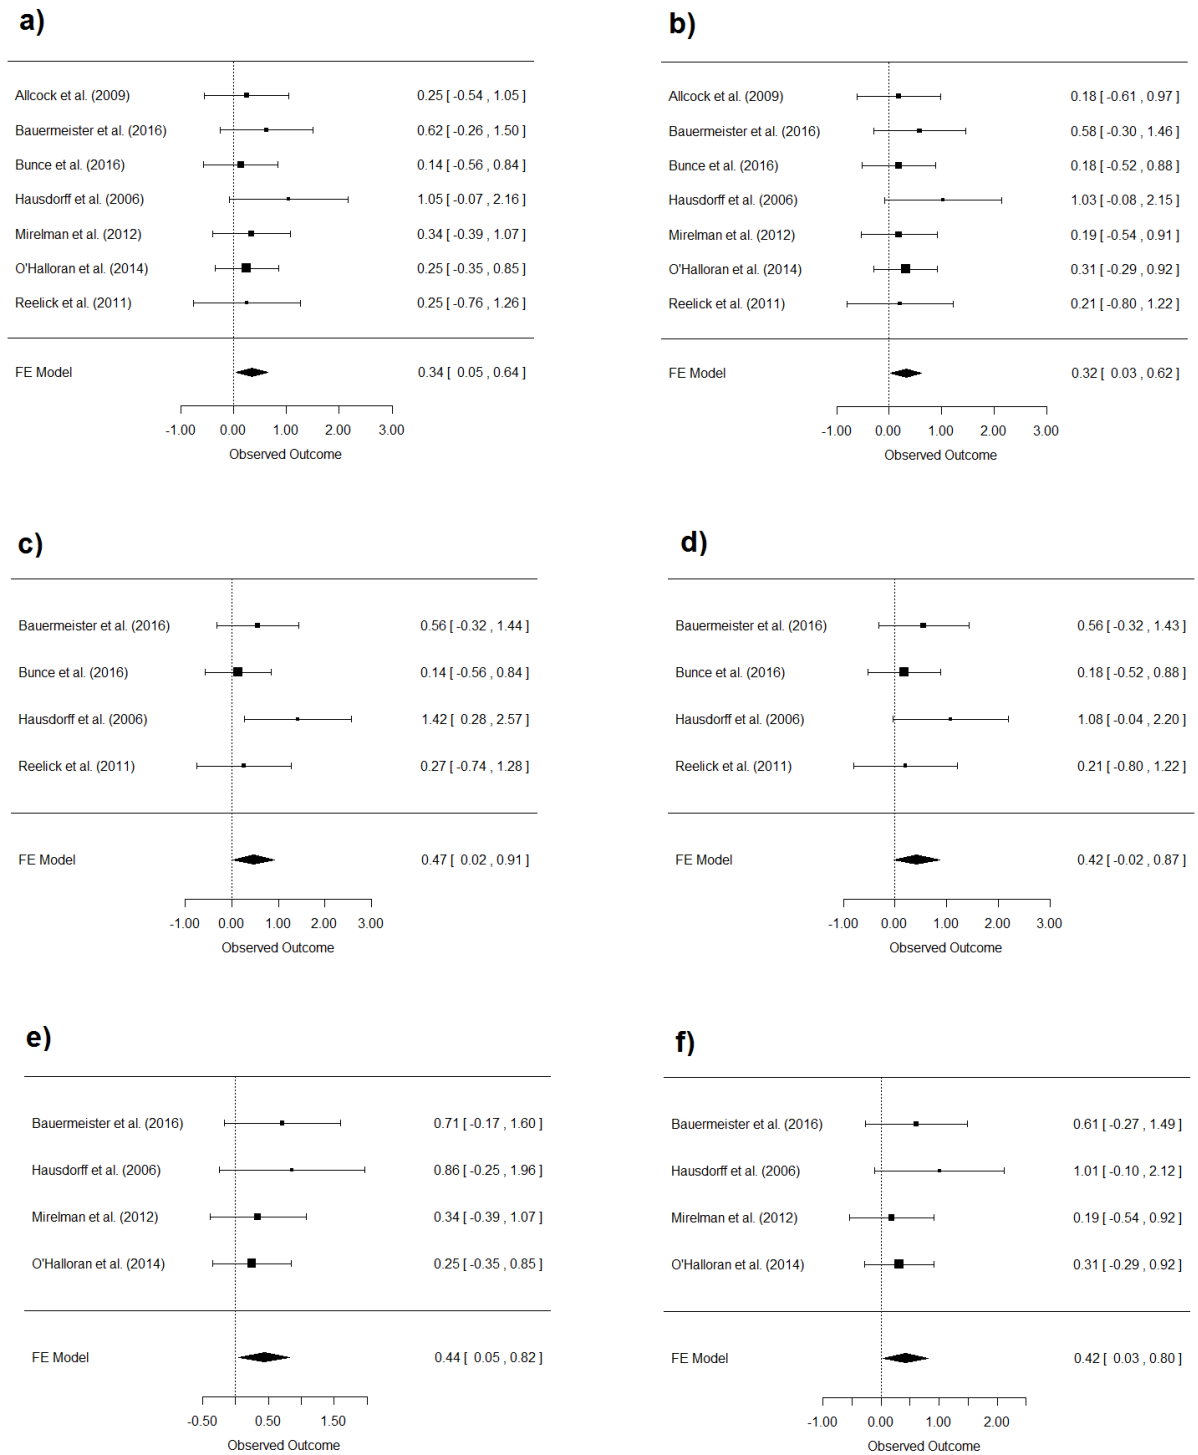 a)
Allcock et al. (2009) 0.25 [ -0.54 , 1.05 ]
Bauermeister et al. (2016) 0.62 [ -0.26 , 1.50 ]
Bunce et al. (2016) 0.14 [ -0.56 , 0.84 ]
Hausdorff et al. (2006) 1.05 [ -0.07 , 2.16 ]
Mirelman et al. (2012) 0.34 [ -0.39 , 1.07 ]
O'Halloran et al. (2014) 0.25 [ -0.35 , 0.85 ]
Reelick et al. (2011) 0.25 [ -0.76 , 1.26 ]
FE Model 0.34 [ 0.05 , 0.64 ]
-1.00 0.00 1.00 2.00 3.00
Observed Outcome
b)
Allcock et al. (2009) 0.18 [ -0.61 , 0.97 ]
Bauermeister et al. (2016) 0.58 [ -0.30 , 1.46 ]
Bunce et al. (2016) 0.18 [ -0.52 , 0.88 ]
Hausdorff et al. (2006) 1.03 [ -0.08 , 2.15 ]
Mirelman et al. (2012) 0.19 [ -0.54 , 0.91 ]
O'Halloran et al. (2014) 0.31 [ -0.29 , 0.92 ]
Reelick et al. (2011) 0.21 [ -0.80 , 1.22 ]
FE Model 0.32 [ 0.03 , 0.62 ]
-1.00 0.00 1.00 2.00 3.00
Observed Outcome
c)
Bauermeister et al. (2016) 0.56 [ -0.32 , 1.44 ]
Bunce et al. (2016) 0.14 [ -0.56 , 0.84 ]
Hausdorff et al. (2006) 1.42 [ 0.28 , 2.57 ]
Reelick et al. (2011) 0.27 [ -0.74 , 1.28 ]
FE Model 0.47 [ 0.02 , 0.91 ]
-1.00 0.00 1.00 2.00 3.00
Observed Outcome
d)
Bauermeister et al. (2016) 0.56 [ -0.32 , 1.43 ]
Bunce et al. (2016) 0.18 [ -0.52 , 0.88 ]
Hausdorff et al. (2006) 1.08 [ -0.04 , 2.20 ]
Reelick et al. (2011) 0.21 [ -0.80 , 1.22 ]
FE Model 0.42 [ -0.02 , 0.87 ]
-1.00 0.00 1.00 2.00 3.00
Observed Outcome
e)
Bauermeister et al. (2016) 0.71 [ -0.17 , 1.60 ]
Hausdorff et al. (2006) 0.86 [ -0.25 , 1.96 ]
Mirelman et al. (2012) 0.34 [ -0.39 , 1.07 ]
O'Halloran et al. (2014) 0.25 [ -0.35 , 0.85 ]
FE Model 0.44 [ 0.05 , 0.82 ]
-0.50 0.50 1.50
Observed Outcome
f)
Bauermeister et al. (2016) 0.61 [ -0.27 , 1.49 ]
Hausdorff et al. (2006) 1.01 [ -0.10 , 2.12 ]
Mirelman et al. (2012) 0.19 [ -0.54 , 0.92 ]
O'Halloran et al. (2014) 0.31 [ -0.29 , 0.92 ]
FE Model 0.42 [ 0.03 , 0.80 ]
-1.00 0.00 1.00 2.00
Observed Outcome